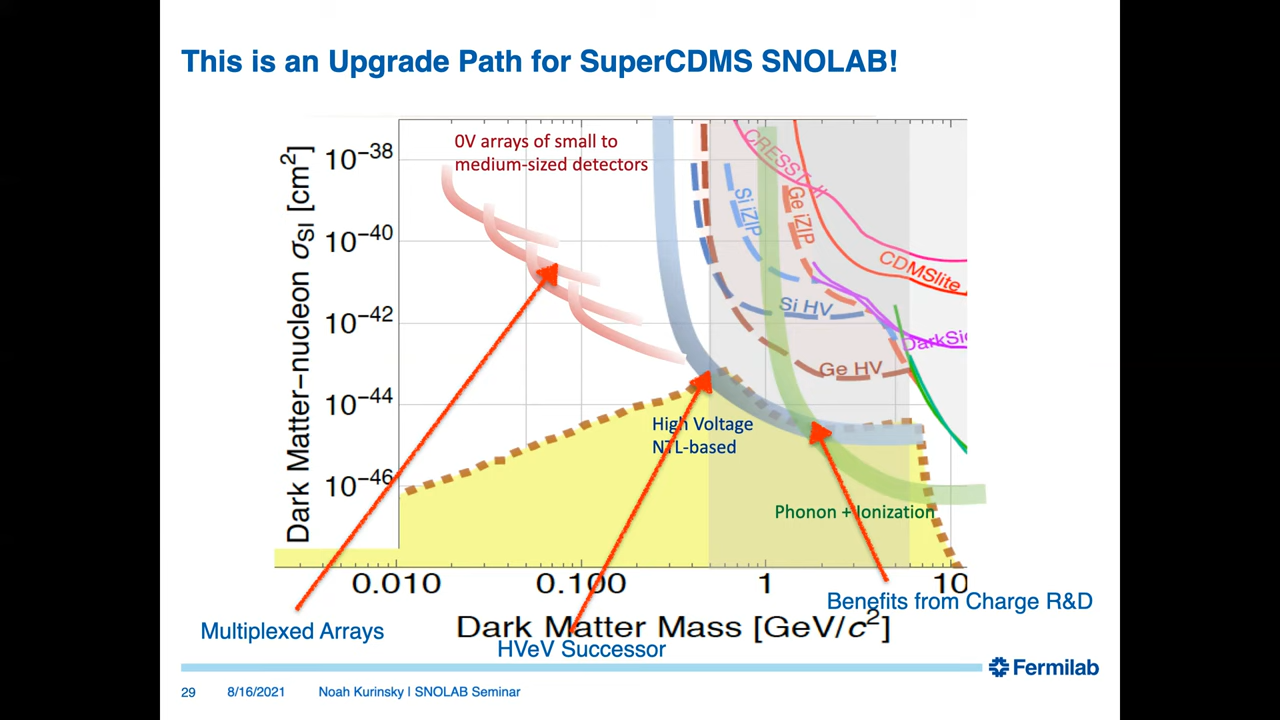 This is an Upgrade Path for SuperCDMS SNOLAB!
0V arrays of small to
medium-sized detectors
CRESST-II
Si iZIP
Ge iZIP
CDMSlite
Si HV
DarkSi
Ge HV
High Voltage
NTL-based
Phonon + Ionization
Dark Matter–nucleon σSI [cm²]
10⁻³⁸
10⁻⁴⁰
10⁻⁴²
10⁻⁴⁴
10⁻⁴⁶
0.010 0.100 1 10
Benefits from Charge R&D
Multiplexed Arrays
Dark Matter Mass [GeV/c²]
HVeV Successor
Fermilab
29 8/16/2021 Noah Kurinsky | SNOLAB Seminar